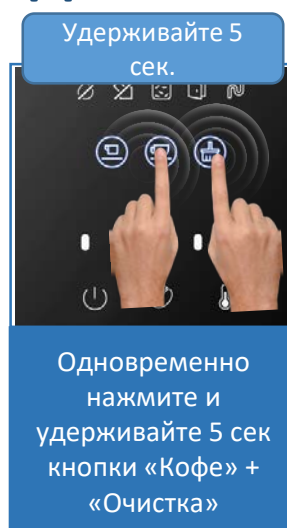 Удерживайте 5
сек.
Одновременно
нажмите и
удерживайте 5 сек
кнопки «Кофе» +
«Очистка»